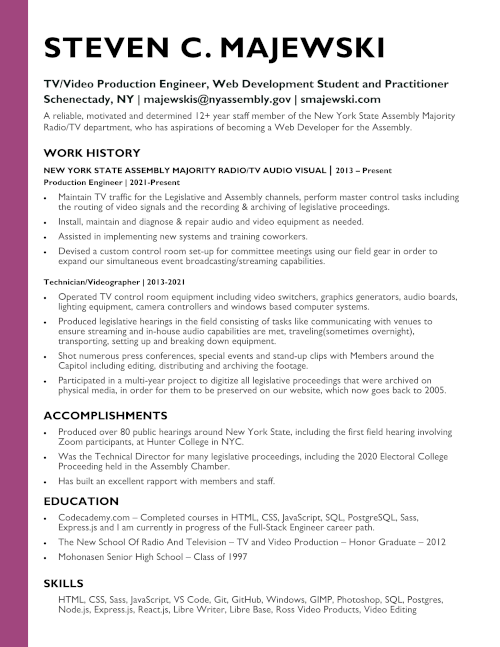 STEVEN C. MAJEWSKI
TV/Video Production Engineer, Web Development Student and Practitioner
Schenectady, NY | majewskis@nyassembly.gov | smajewski.com
A reliable, motivated and determined 12+ year staff member of the New York State Assembly Majority
Radio/TV department, who has aspirations of becoming a Web Developer for the Assembly.
WORK HISTORY
NEW YORK STATE ASSEMBLY MAJORITY RADIO/TV AUDIO VISUAL | 2013 – Present
Production Engineer | 2021-Present
• Maintain TV traffic for the Legislative and Assembly channels, perform master control tasks including
the routing of video signals and the recording & archiving of legislative proceedings.
• Install, maintain and diagnose & repair audio and video equipment as needed.
• Assisted in implementing new systems and training coworkers.
• Devised a custom control room set-up for committee meetings using our field gear in order to
expand our simultaneous event broadcasting/streaming capabilities.
Technician/Videographer | 2013-2021
• Operated TV control room equipment including video switchers, graphics generators, audio boards,
lighting equipment, camera controllers and windows based computer systems.
• Produced legislative hearings in the field consisting of tasks like communicating with venues to
ensure streaming and in-house audio capabilities are met, traveling(sometimes overnight),
transporting, setting up and breaking down equipment.
• Shot numerous press conferences, special events and stand-up clips with Members around the
Capitol including editing, distributing and archiving the footage.
• Participated in a multi-year project to digitize all legislative proceedings that were archived on
physical media, in order for them to be preserved on our website, which now goes back to 2005.
ACCOMPLISHMENTS
• Produced over 80 public hearings around New York State, including the first field hearing involving
Zoom participants, at Hunter College in NYC.
• Was the Technical Director for many legislative proceedings, including the 2020 Electoral College
Proceeding held in the Assembly Chamber.
• Has built an excellent rapport with members and staff.
EDUCATION
• Codecademy.com – Completed courses in HTML, CSS, JavaScript, SQL, PostgreSQL, Sass,
Express.js and I am currently in progress of the Full-Stack Engineer career path.
• The New School Of Radio And Television – TV and Video Production – Honor Graduate – 2012
• Mohonasen Senior High School – Class of 1997
SKILLS
HTML, CSS, Sass, JavaScript, VS Code, Git, GitHub, Windows, GIMP, Photoshop, SQL, Postgres,
Node.js, Express.js, React.js, Libre Writer, Libre Base, Ross Video Products, Video Editing